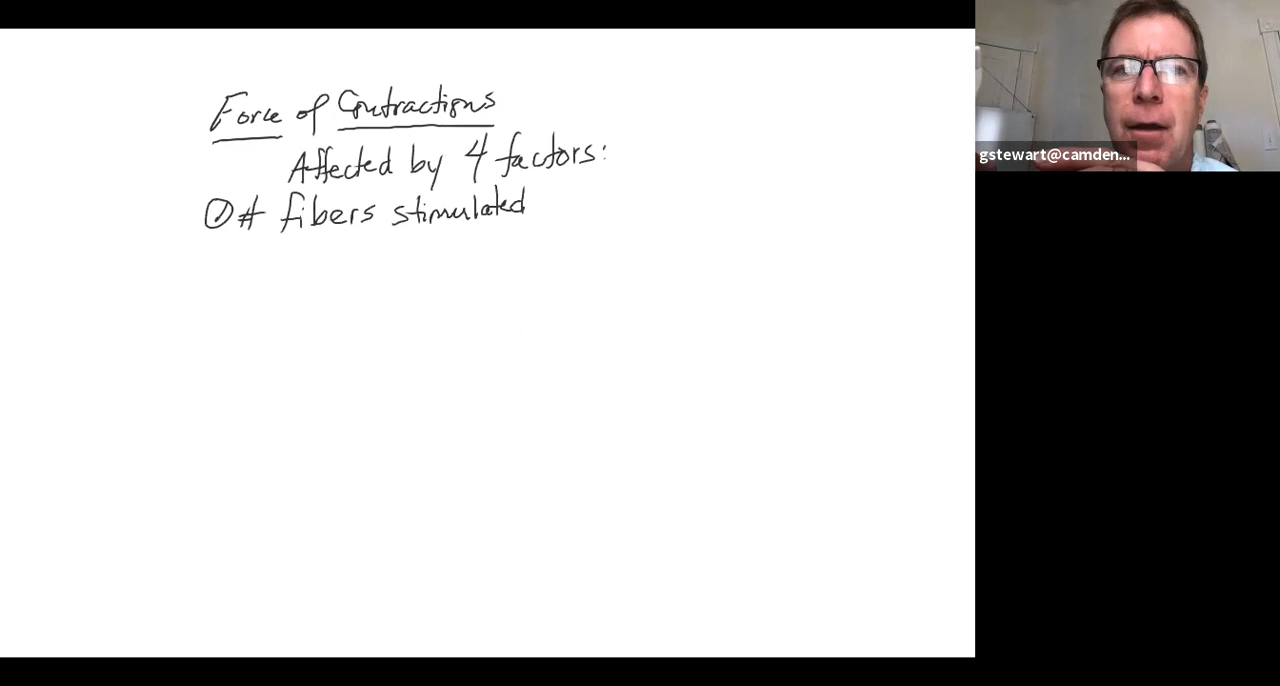 Force of Contractions
Affected by 4 factors:
① # fibers stimulated
gstewart@camden...